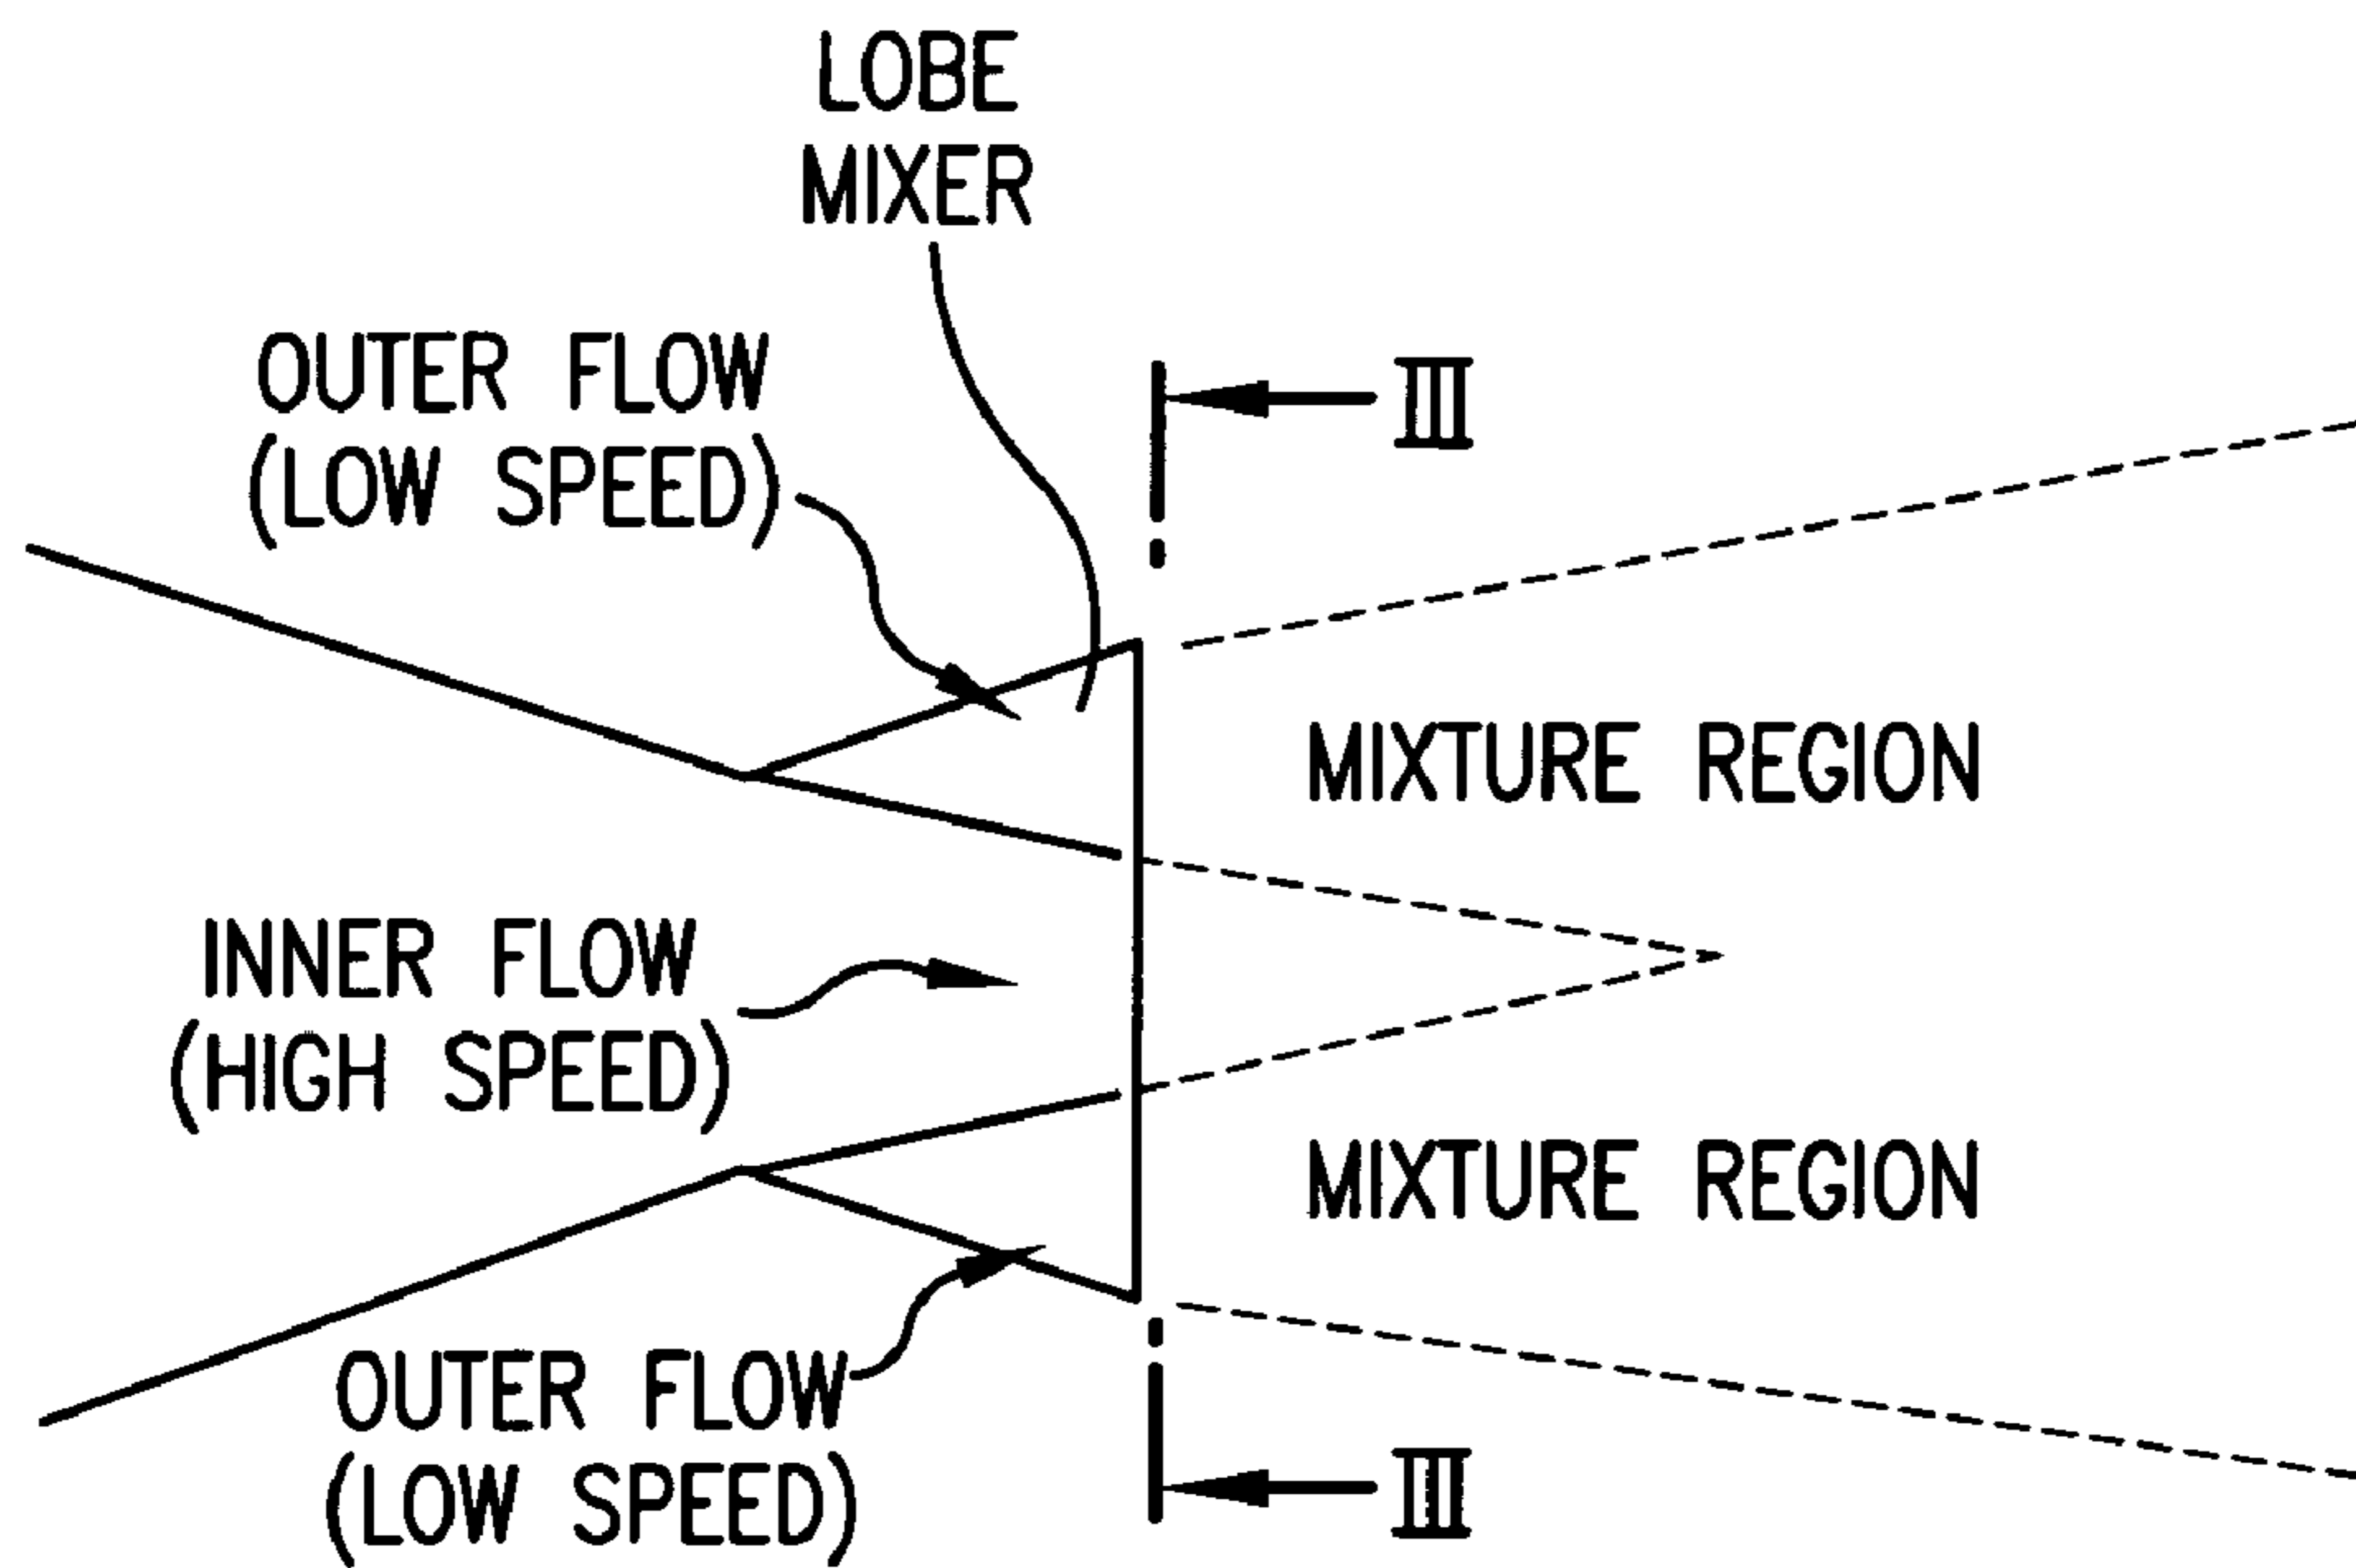 LOBE
MIXER
OUTER FLOW
(LOW SPEED)
III
MIXTURE REGION
INNER FLOW
(HIGH SPEED)
MIXTURE REGION
OUTER FLOW
(LOW SPEED)
III